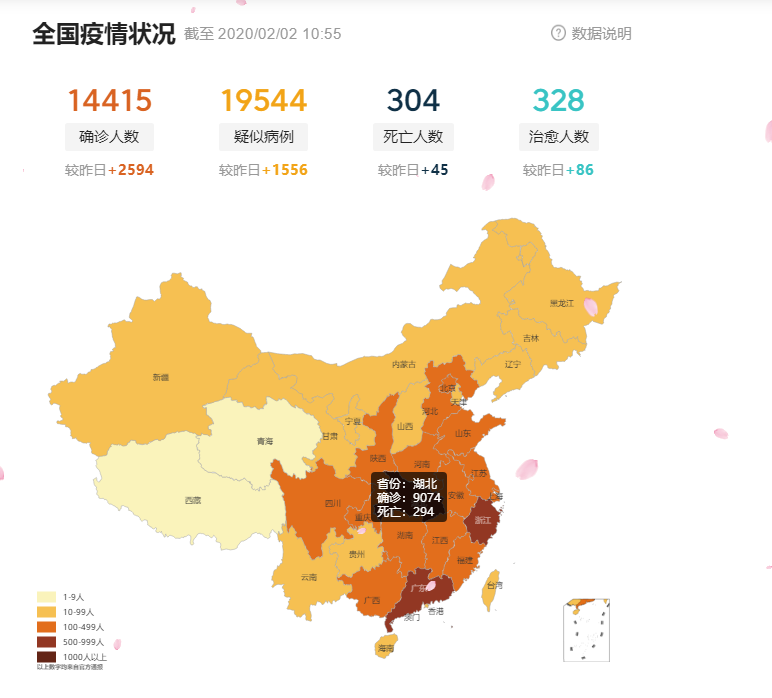 全国疫情状况 截至 2020/02/02 10:55
数据说明
14415
19544
304
328
确诊人数
疑似病例
死亡人数
治愈人数
较昨日+2594
较昨日+1556
较昨日+45
较昨日+86
黑龙江
吉林
辽宁
内蒙古
新疆
北京
天津
河北
宁夏
山西
甘肃
青海
山东
陕西
河南
江苏
西藏
四川
安徽
上海
省份：湖北
确诊：9074
死亡：294
重庆
浙江
湖南
江西
贵州
福建
云南
台湾
广西
广东
香港
澳门
海南
1-9人
10-99人
100-499人
500-999人
1000人以上
以上数字均来自官方通报